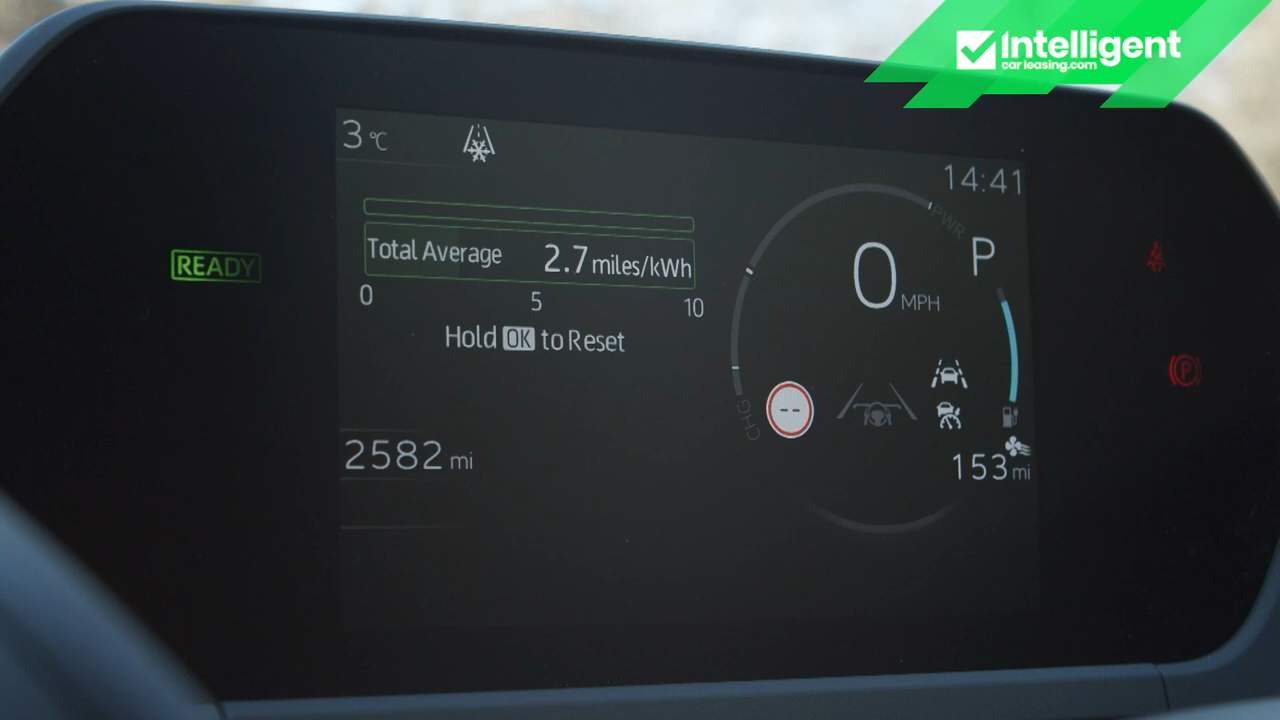 Intelligent
carleasing.com
3 °C
14:41
READY
Total Average 2.7 miles/kWh
0 5 10
Hold OK to Reset
PWR
0 MPH
P
CHG
--
2582 mi
153 mi
P